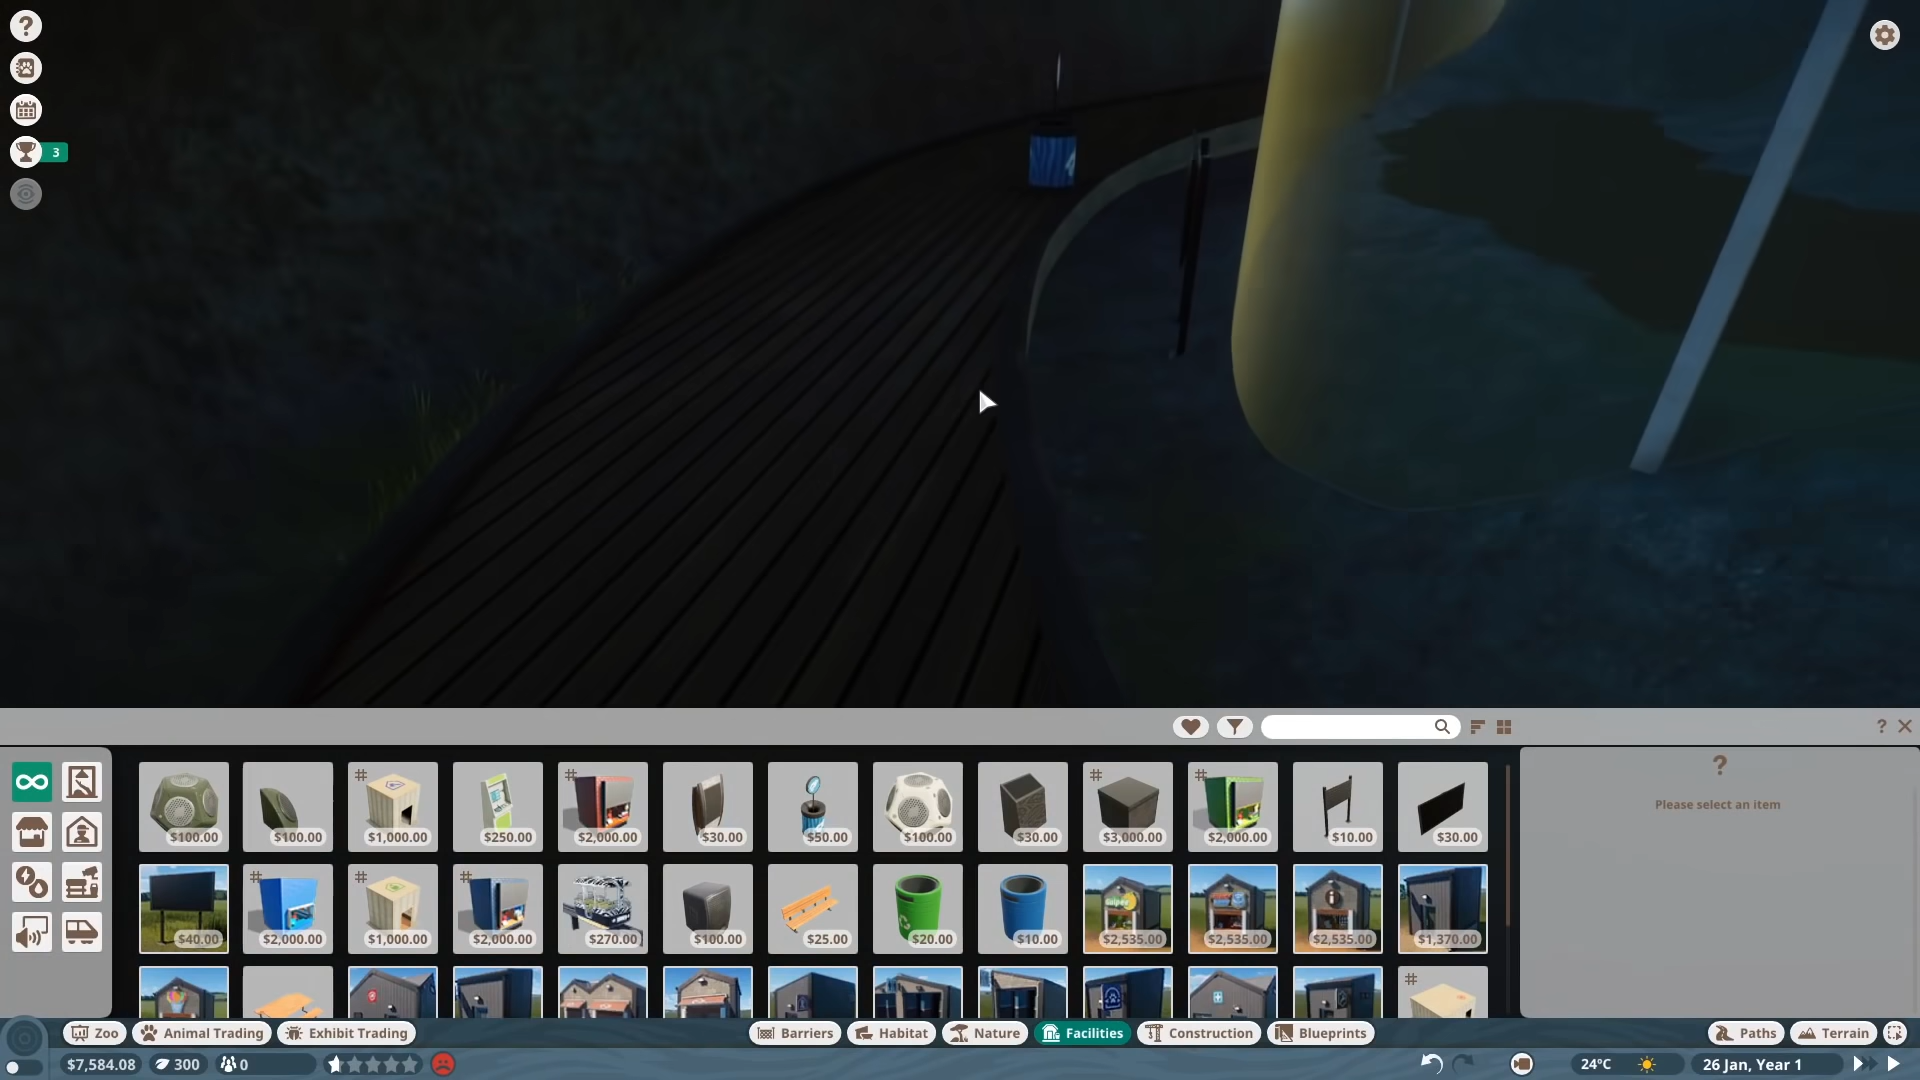 ?
3
? 
?
$100.00 $100.00 # $1,000.00 $250.00 # $2,000.00 $30.00 $50.00 $100.00 $30.00 # $3,000.00 # $2,000.00 $10.00 $30.00
Please select an item
$40.00 # $2,000.00 # $1,000.00 # $2,000.00 $270.00 $100.00 $25.00 $20.00 $10.00 $2,535.00 $2,535.00 $2,535.00 $1,370.00
#
Zoo Animal Trading Exhibit Trading Barriers Habitat Nature Facilities Construction Blueprints Paths Terrain
$7,584.08 300 0 24°C 26 Jan, Year 1